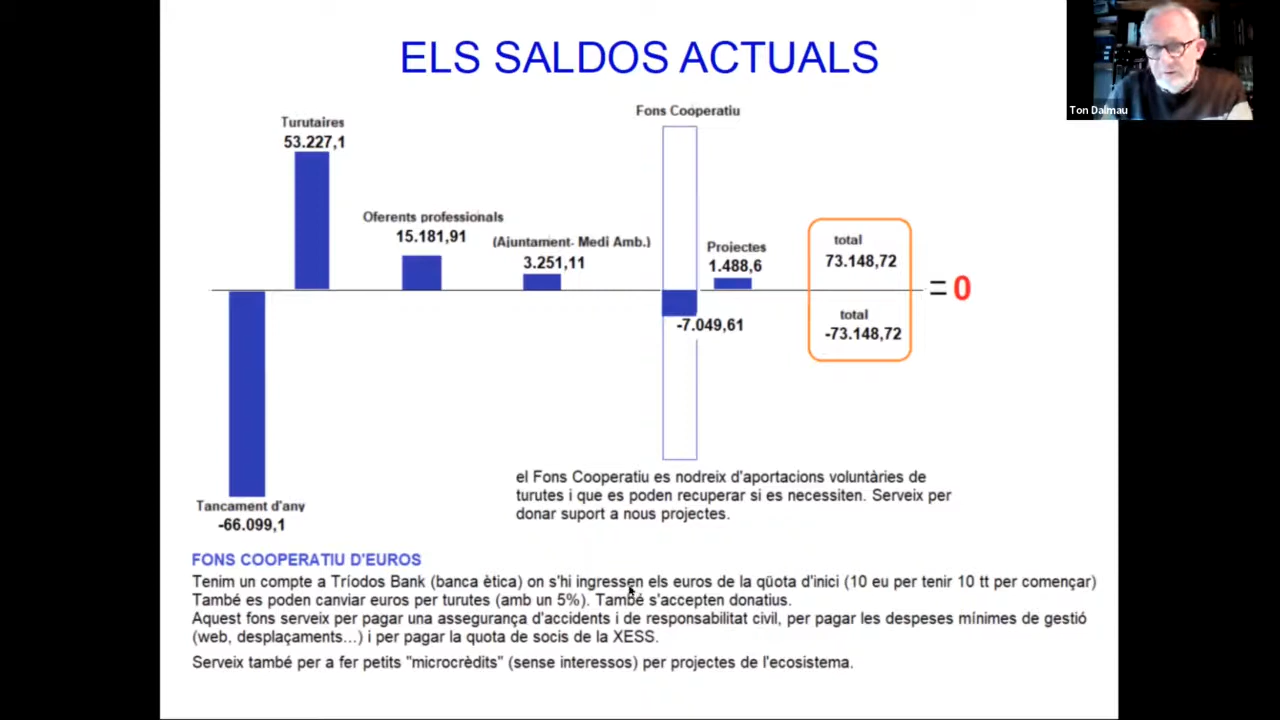 ELS SALDOS ACTUALS
Ton Dalmau
Fons Cooperatiu
Turutaires
53.227,1
Oferents professionals
15.181,91
(Ajuntament- Medi Amb.)
3.251,11
Projectes
1.488,6
total
73.148,72
= 0
total
-73.148,72
-7.049,61
Tancament d'any
-66.099,1
el Fons Cooperatiu es nodreix d'aportacions voluntàries de
turutes i que es poden recuperar si es necessiten. Serveix per
donar suport a nous projectes.
FONS COOPERATIU D'EUROS
Tenim un compte a Tríodos Bank (banca ètica) on s'hi ingressen els euros de la qüota d'inici (10 eu per tenir 10 tt per començar)
També es poden canviar euros per turutes (amb un 5%). També s'accepten donatius.
Aquest fons serveix per pagar una assegurança d'accidents i de responsabilitat civil, per pagar les despeses mínimes de gestió
(web, desplaçaments...) i per pagar la quota de socis de la XESS.
Serveix també per a fer petits "microcrèdits" (sense interessos) per projectes de l'ecosistema.